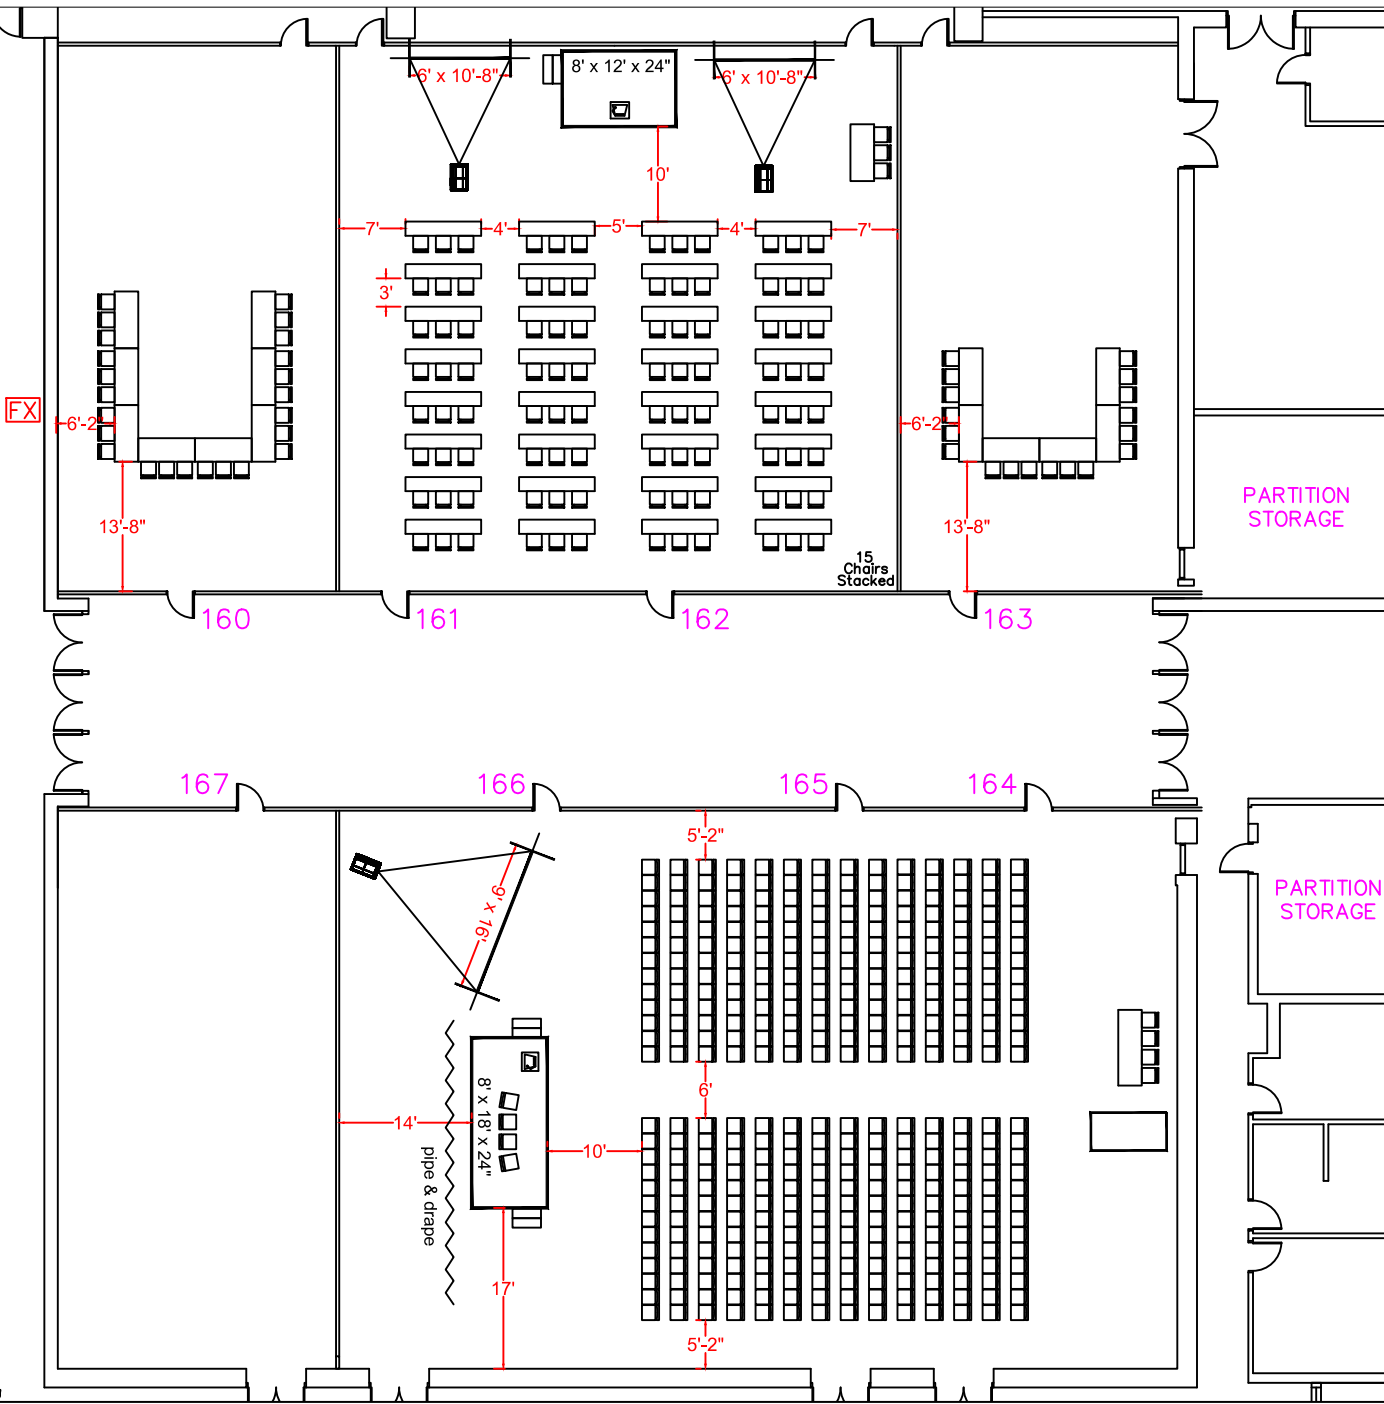 6' x 10'-8"
8' x 12' x 24"
6' x 10'-8"
10'
7'
4'
5'
4'
7'
3'
FX
6'-2"
6'-2"
13'-8"
13'-8"
PARTITION
STORAGE
15
Chairs
Stacked
160
161
162
163
167
166
165
164
5'-2"
9' x 16'
PARTITION
STORAGE
6'
8' x 18' x 24"
14'
10'
pipe & drape
17'
5'-2"